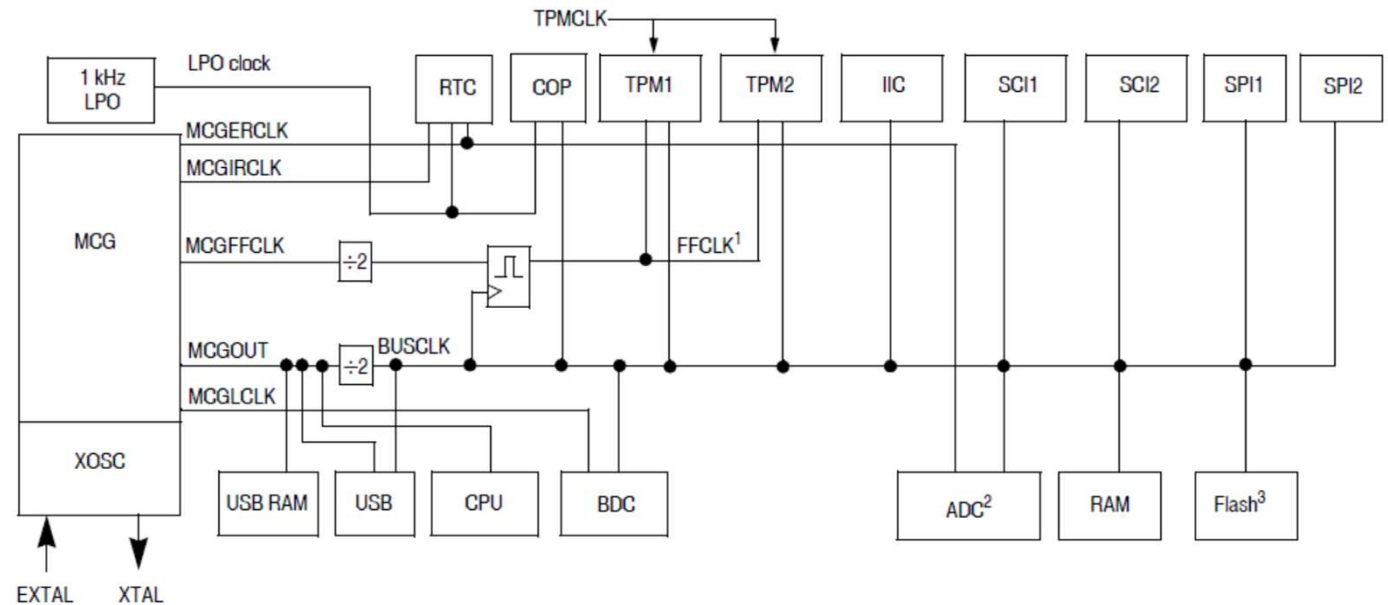 TPMCLK
1 kHz
LPO
LPO clock
RTC
COP
TPM1
TPM2
IIC
SCI1
SCI2
SPI1
SPI2
MCGERCLK
MCGIRCLK
MCG
MCGFFCLK
÷2
FFCLK¹
MCGOUT
÷2
BUSCLK
MCGLCLK
XOSC
USB RAM
USB
CPU
BDC
ADC²
RAM
Flash³
EXTAL
XTAL